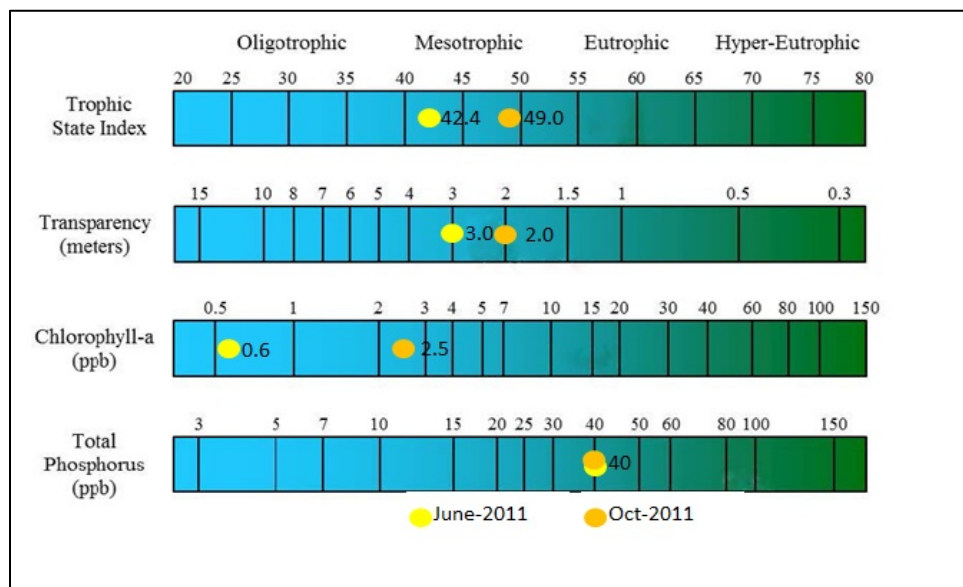 Oligotrophic Mesotrophic Eutrophic Hyper-Eutrophic
20 25 30 35 40 45 50 55 60 65 70 75 80
Trophic
State Index
42.4 49.0
15 10 8 7 6 5 4 3 2 1.5 1 0.5 0.3
Transparency
(meters)
3.0 2.0
0.5 1 2 3 4 5 7 10 15 20 30 40 60 80 100 150
Chlorophyll-a
(ppb)
0.6 2.5
3 5 7 10 15 20 25 30 40 50 60 80 100 150
Total
Phosphorus
(ppb)
40
June-2011 Oct-2011